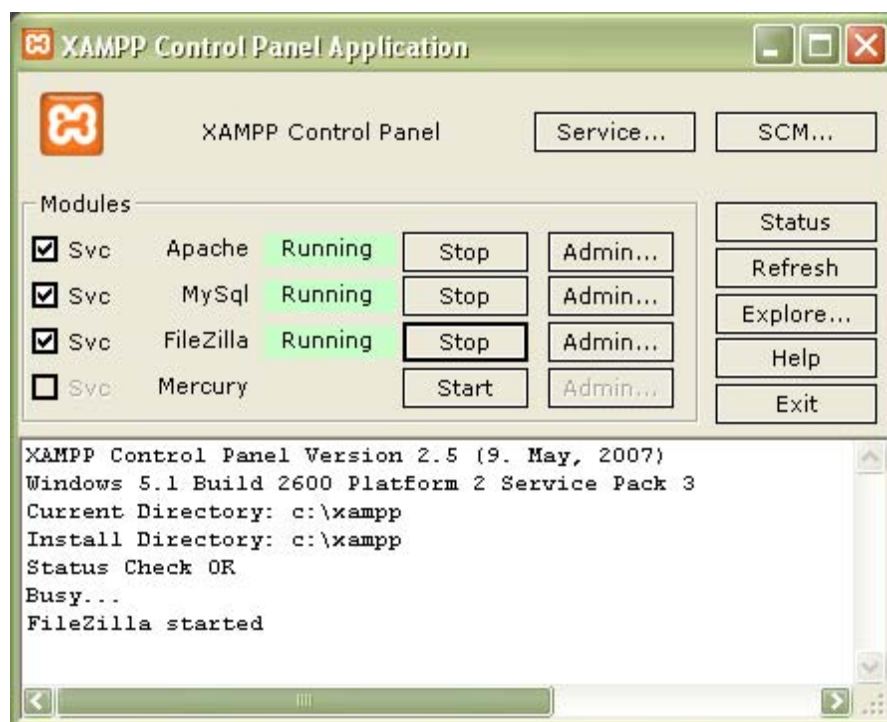 XAMPP Control Panel Application
XAMPP Control Panel Service... SCM...
Modules
Status
Svc Apache Running Stop Admin...
Refresh
Svc MySql Running Stop Admin...
Explore...
Svc FileZilla Running Stop Admin...
Help
Svc Mercury Start Admin...
Exit
XAMPP Control Panel Version 2.5 (9. May, 2007)
Windows 5.1 Build 2600 Platform 2 Service Pack 3
Current Directory: c:\xampp
Install Directory: c:\xampp
Status Check OK
Busy...
FileZilla started